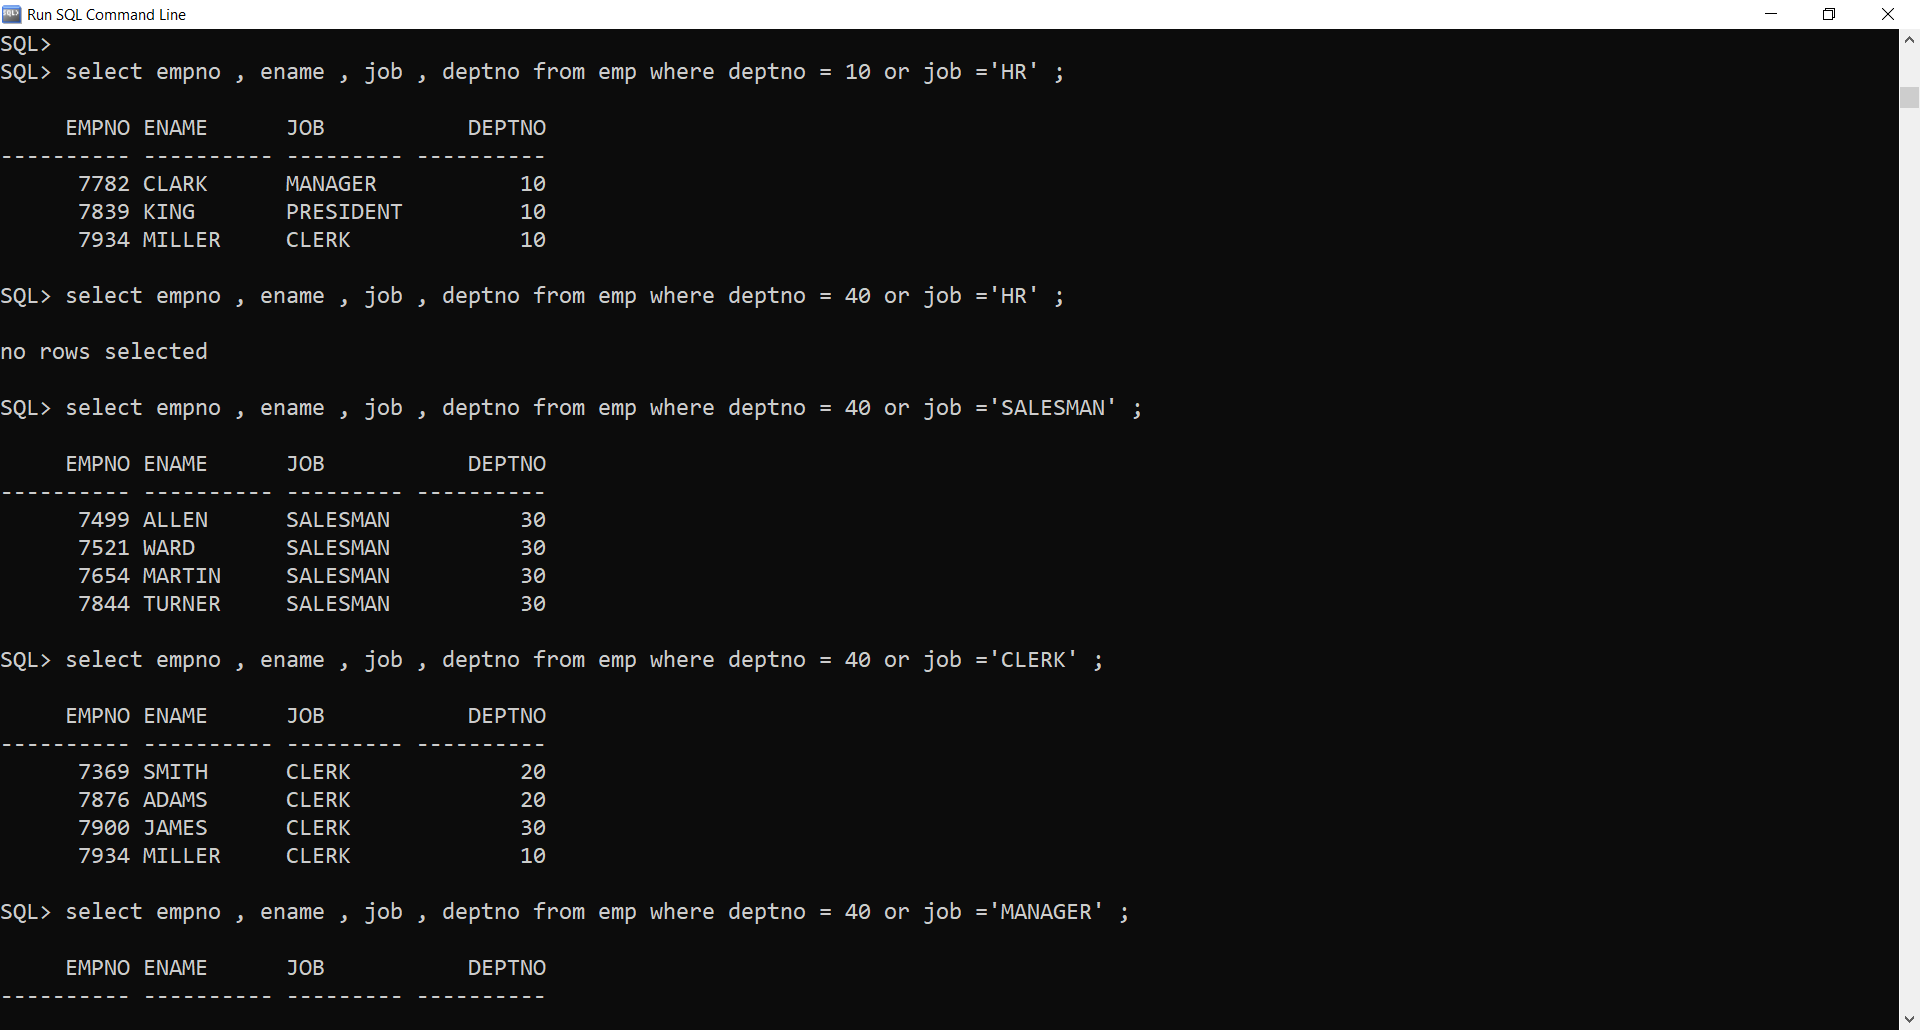 Run SQL Command Line
SQL>
SQL> select empno , ename , job , deptno from emp where deptno = 10 or job ='HR' ;
     EMPNO ENAME      JOB           DEPTNO
---------- ---------- --------- ----------
      7782 CLARK      MANAGER           10
      7839 KING       PRESIDENT         10
      7934 MILLER     CLERK             10
SQL> select empno , ename , job , deptno from emp where deptno = 40 or job ='HR' ;
no rows selected
SQL> select empno , ename , job , deptno from emp where deptno = 40 or job ='SALESMAN' ;
     EMPNO ENAME      JOB           DEPTNO
---------- ---------- --------- ----------
      7499 ALLEN      SALESMAN          30
      7521 WARD       SALESMAN          30
      7654 MARTIN     SALESMAN          30
      7844 TURNER     SALESMAN          30
SQL> select empno , ename , job , deptno from emp where deptno = 40 or job ='CLERK' ;
     EMPNO ENAME      JOB           DEPTNO
---------- ---------- --------- ----------
      7369 SMITH      CLERK             20
      7876 ADAMS      CLERK             20
      7900 JAMES      CLERK             30
      7934 MILLER     CLERK             10
SQL> select empno , ename , job , deptno from emp where deptno = 40 or job ='MANAGER' ;
     EMPNO ENAME      JOB           DEPTNO
---------- ---------- --------- ----------